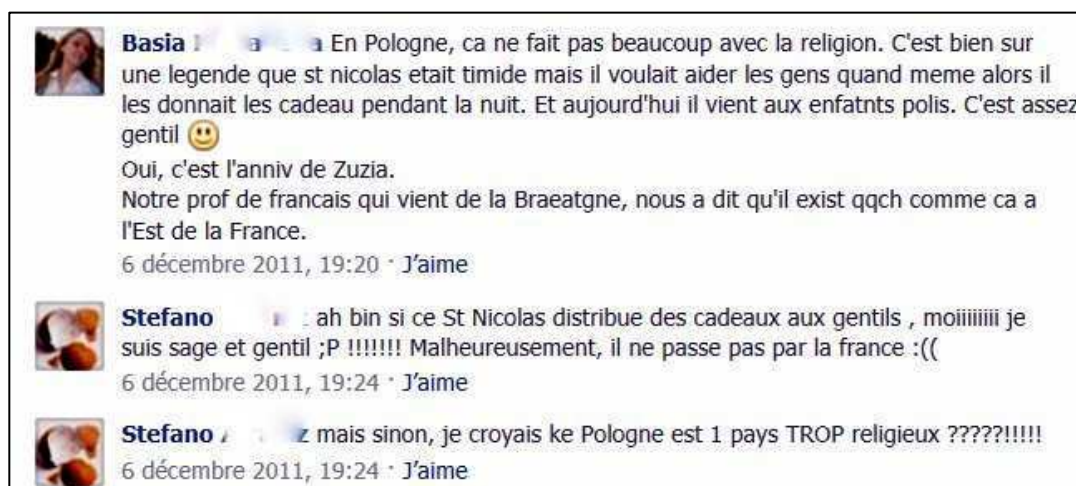 Basia En Pologne, ca ne fait pas beaucoup avec la religion. C'est bien sur
une legende que st nicolas etait timide mais il voulait aider les gens quand meme alors il
les donnait les cadeau pendant la nuit. Et aujourd'hui il vient aux enfatnts polis. C'est assez
gentil
Oui, c'est l'anniv de Zuzia.
Notre prof de francais qui vient de la Braeatgne, nous a dit qu'il exist qqch comme ca a
l'Est de la France.
6 décembre 2011, 19:20 · J'aime
Stefano ah bin si ce St Nicolas distribue des cadeaux aux gentils , moiiiiiiii je
suis sage et gentil ;P !!!!!!! Malheureusement, il ne passe pas par la france :((
6 décembre 2011, 19:24 · J'aime
Stefano mais sinon, je croyais ke Pologne est 1 pays TROP religieux ?????!!!!!
6 décembre 2011, 19:24 · J'aime